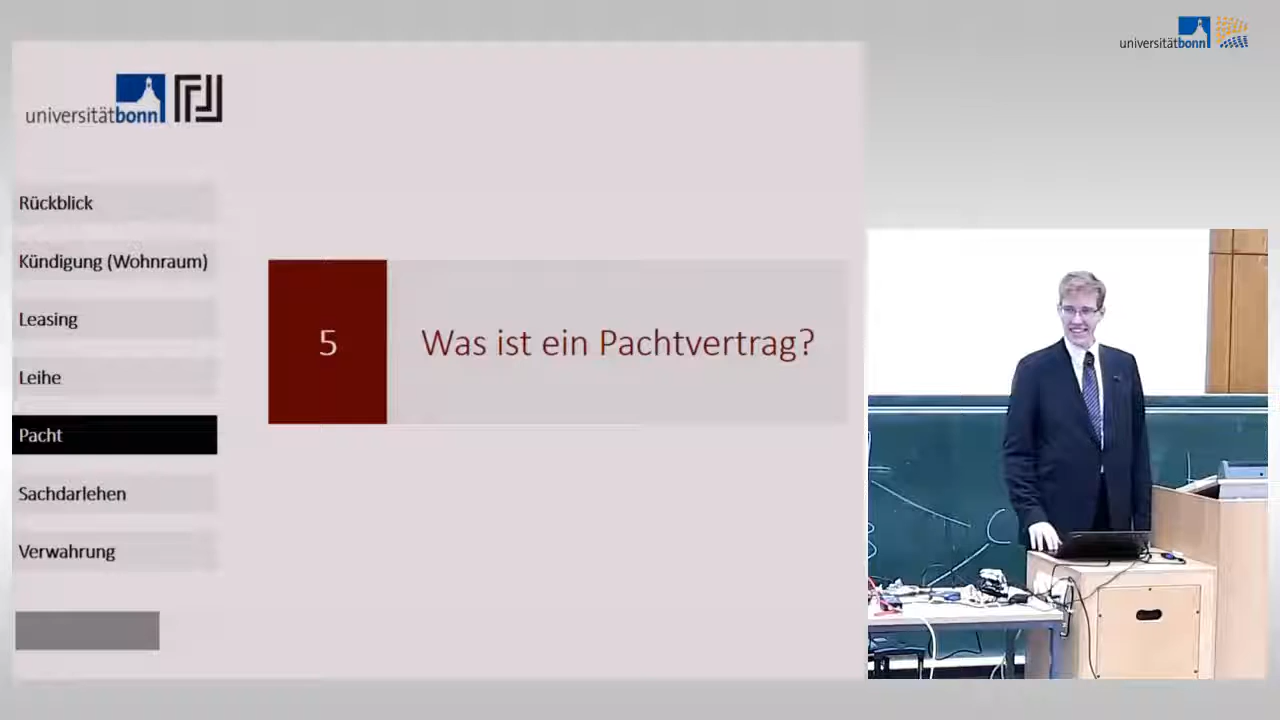 universitätbonn
universitätbonn
Rückblick
Kündigung (Wohnraum)
Leasing
Leihe
Pacht
Sachdarlehen
Verwahrung
5
Was ist ein Pachtvertrag?